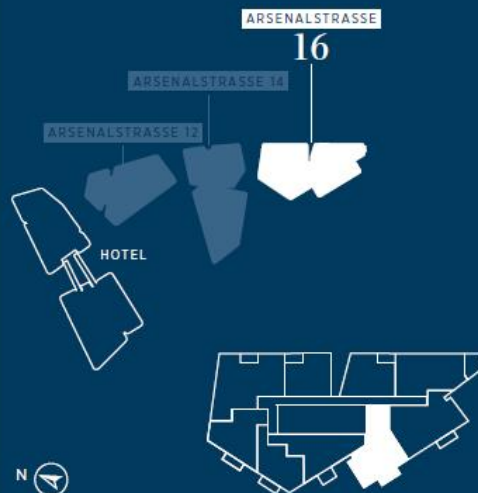 ARSENALSTRASSE
16
ARSENALSTRASSE 14
ARSENALSTRASSE 12
HOTEL
N